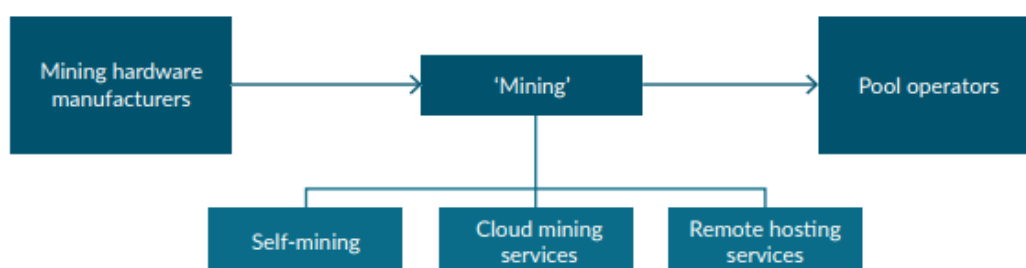 Mining hardware
manufacturers
‘Mining’
Pool operators
Self-mining
Cloud mining
services
Remote hosting
services